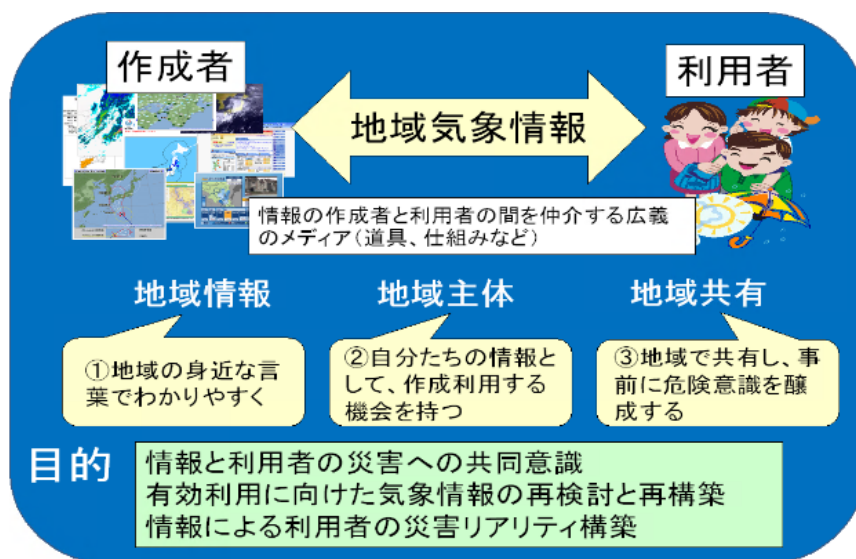 作成者
利用者
地域気象情報
情報の作成者と利用者の間を仲介する広義
のメディア（道具、仕組みなど）
地域情報
地域主体
地域共有
①地域の身近な言
葉でわかりやすく
②自分たちの情報と
して、作成利用する
機会を持つ
③地域で共有し、事
前に危険意識を醸
成する
目的
情報と利用者の災害への共同意識
有効利用に向けた気象情報の再検討と再構築
情報による利用者の災害リアリティ構築